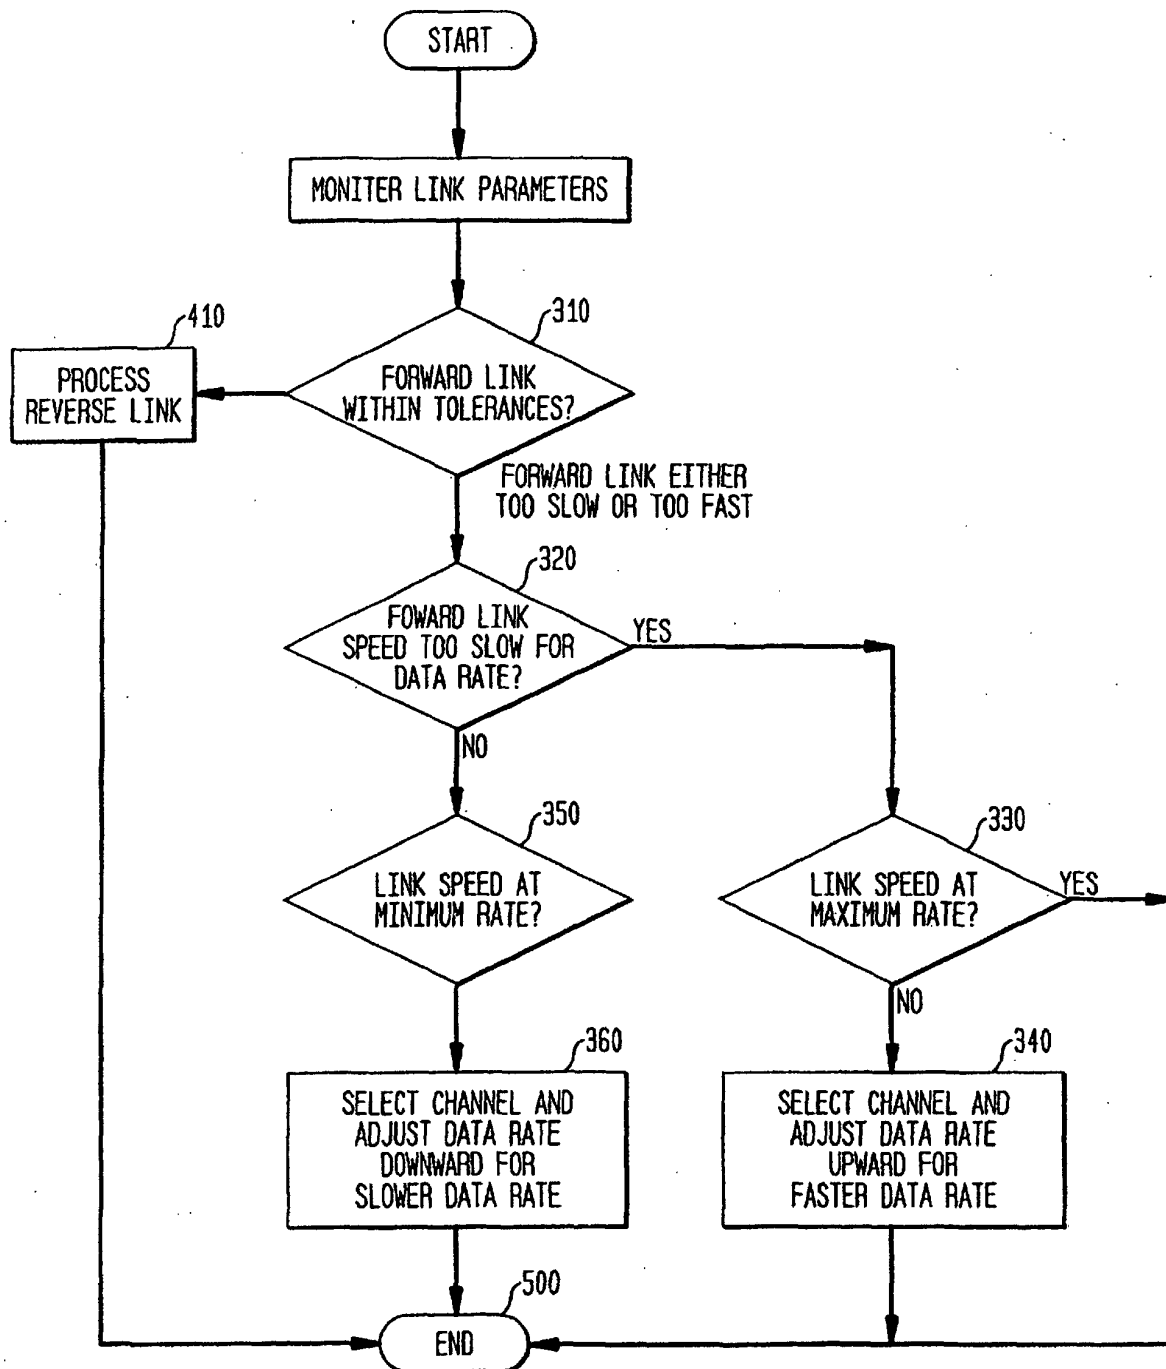 START
MONITER LINK PARAMETERS
310
410
FORWARD LINK
WITHIN TOLERANCES?
PROCESS
REVERSE LINK
FORWARD LINK EITHER
TOO SLOW OR TOO FAST
320
FOWARD LINK
SPEED TOO SLOW FOR
DATA RATE?
YES
NO
350
330
LINK SPEED AT
MINIMUM RATE?
LINK SPEED AT
MAXIMUM RATE?
YES
NO
360
340
SELECT CHANNEL AND
ADJUST DATA RATE
DOWNWARD FOR
SLOWER DATA RATE
SELECT CHANNEL AND
ADJUST DATA RATE
UPWARD FOR
FASTER DATA RATE
500
END